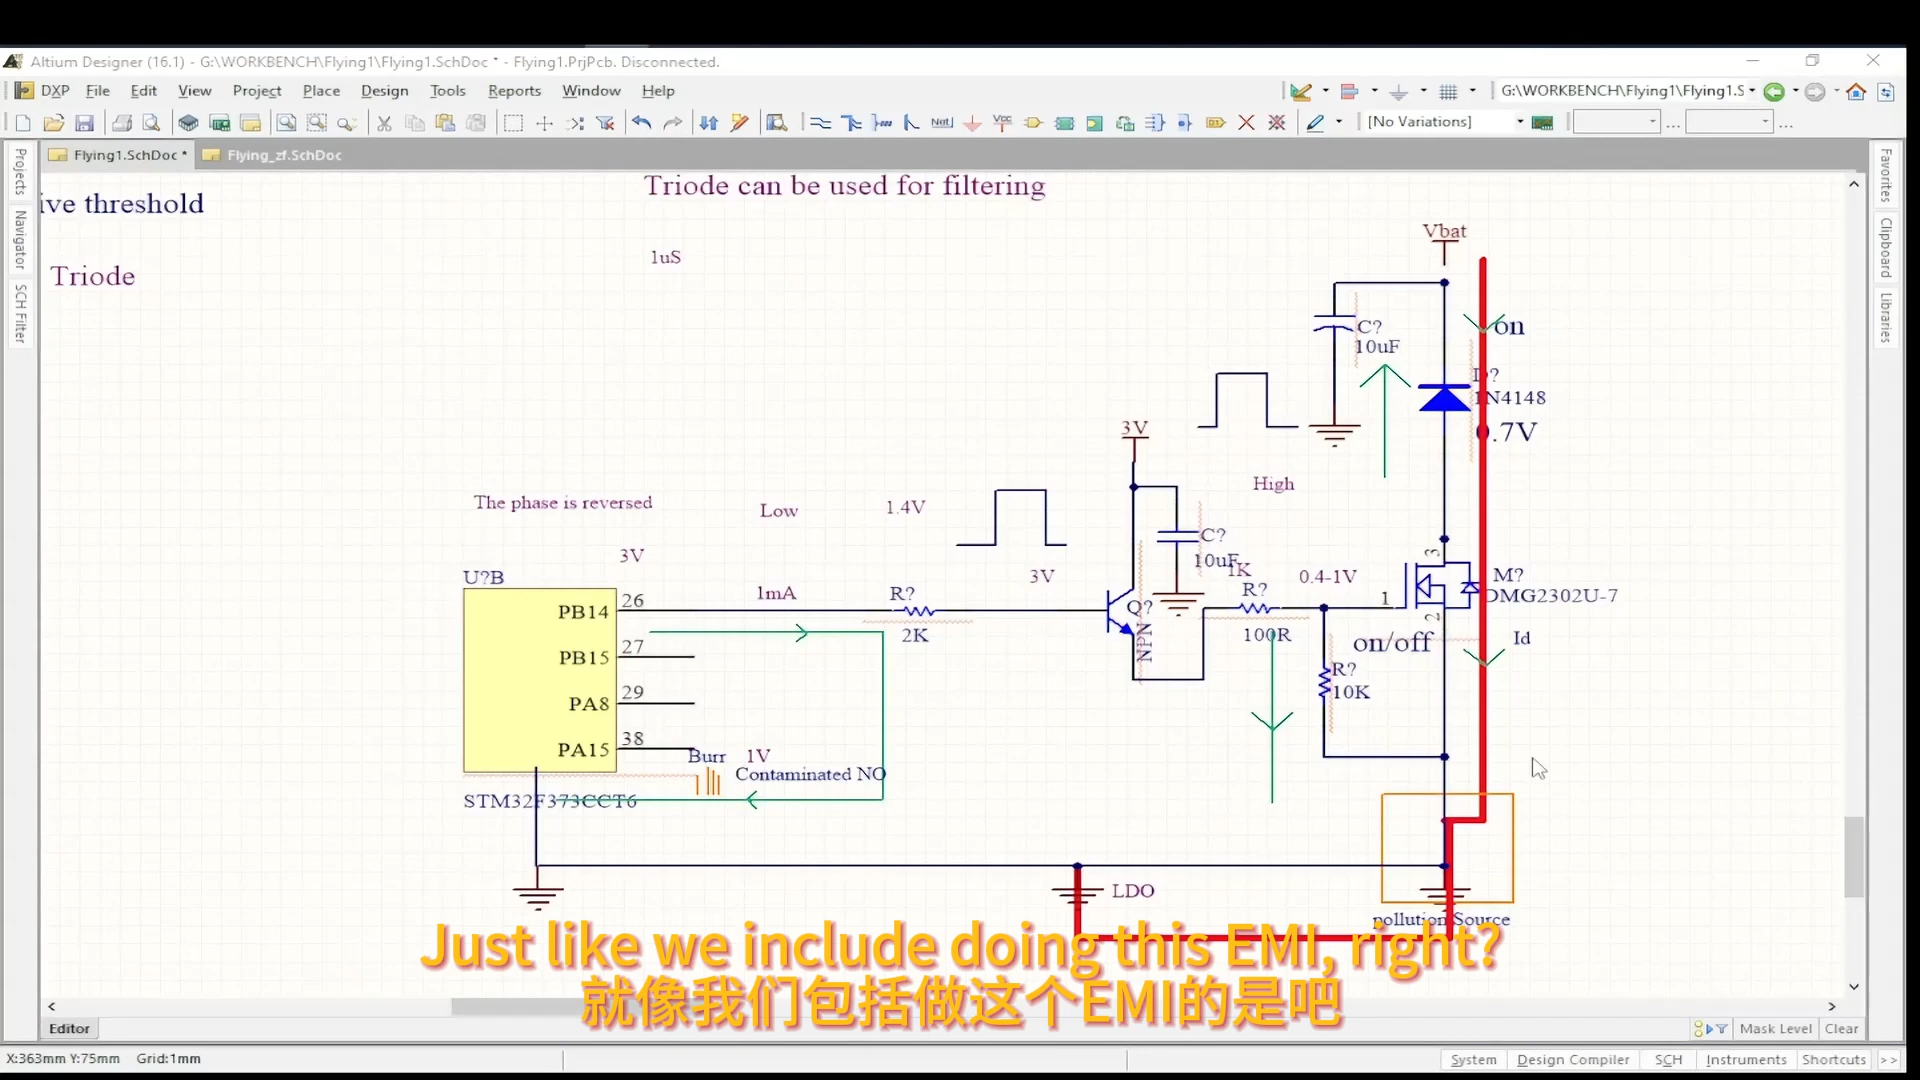 Altium Designer (16.1) - G:\WORKBENCH\Flying1\Flying1.SchDoc * - Flying1.PrjPcb. Disconnected.
DXP File Edit View Project Place Design Tools Reports Window Help
G:\WORKBENCH\Flying1\Flying1.S
[No Variations]
Flying1.SchDoc *
Flying_zf.SchDoc
Projects
Navigator
SCH Filter
Favorites
Clipboard
Libraries
ive threshold
Triode can be used for filtering
Triode
1uS
Vbat
C?
10uF
on
D?
1N4148
0.7V
3V
High
The phase is reversed
Low
1.4V
3V
3V
C?
10uF
1K
U?B
PB14
26
PB15
27
PA8
29
PA15
38
STM32F373CCT6
1mA
R?
2K
Q?
NPN
R?
100R
0.4-1V
1
3
2
M?
DMG2302U-7
on/off
Id
R?
10K
Burr
1V
Contaminated NO
LDO
pollution Source
Just like we include doing this EMI, right?
就像我们包括做这个EMI的是吧
Editor
Mask Level Clear
X:363mm Y:75mm Grid:1mm
System Design Compiler SCH Instruments Shortcuts >>